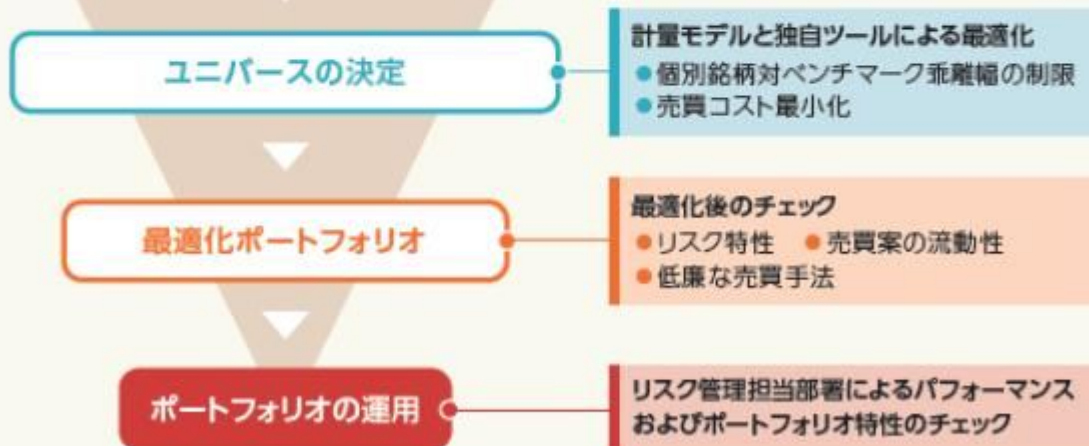 ユニバースの決定
計量モデルと独自ツールによる最適化
●個別銘柄対ベンチマーク乖離幅の制限
●売買コスト最小化
最適化ポートフォリオ
最適化後のチェック
●リスク特性 ●売買案の流動性
●低廉な売買手法
ポートフォリオの運用
リスク管理担当部署によるパフォーマンス
およびポートフォリオ特性のチェック